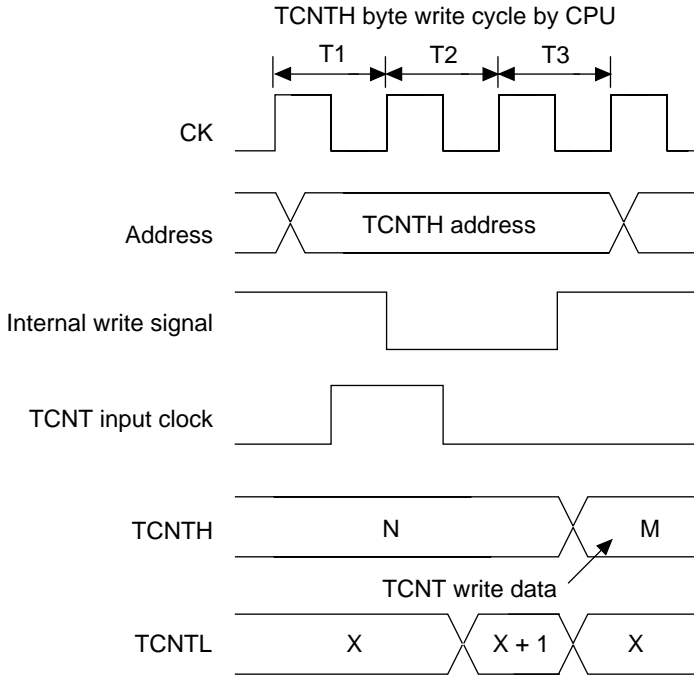 TCNTH byte write cycle by CPU
T1 T2 T3
CK
Address TCNTH address
Internal write signal
TCNT input clock
TCNTH N M
TCNT write data
TCNTL X X + 1 X